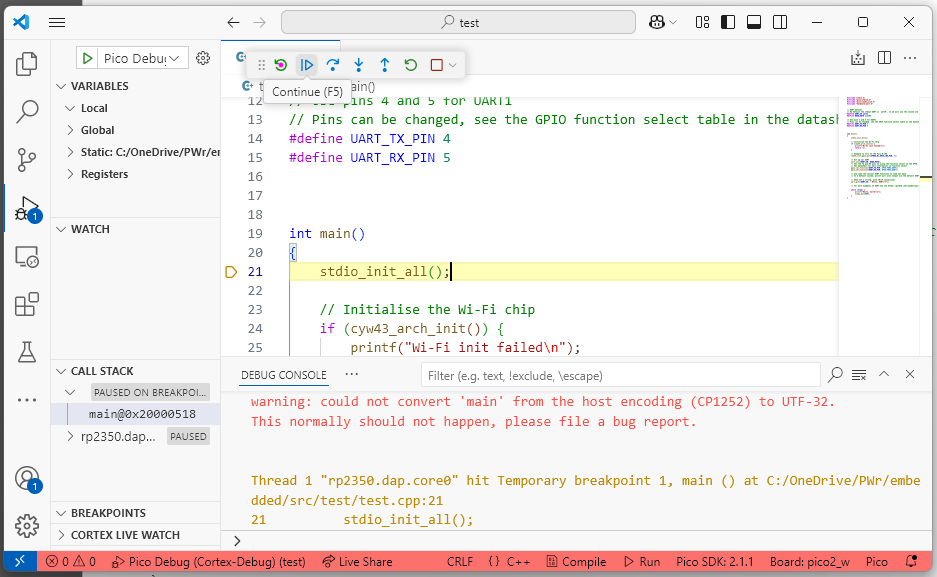 test
Pico Debug
Continue (F5)
main()
VARIABLES
Local
Global
Static: C:/OneDrive/PWr/em
Registers
WATCH
CALL STACK
PAUSED ON BREAKPOI...
main@0x20000518
rp2350.dap... PAUSED
BREAKPOINTS
CORTEX LIVE WATCH
1
1
12 // Use pins 4 and 5 for UART1
13 // Pins can be changed, see the GPIO function select table in the datash
14 #define UART_TX_PIN 4
15 #define UART_RX_PIN 5
16
17
18
19 int main()
20 {
21 stdio_init_all();
22
23 // Initialise the Wi-Fi chip
24 if (cyw43_arch_init()) {
25 printf("Wi-Fi init failed\n");
DEBUG CONSOLE ...
Filter (e.g. text, !exclude, \escape)
warning: could not convert 'main' from the host encoding (CP1252) to UTF-32.
This normally should not happen, please file a bug report.
Thread 1 "rp2350.dap.core0" hit Temporary breakpoint 1, main () at C:/OneDrive/PWr/embe
dded/src/test/test.cpp:21
21 stdio_init_all();
0 0 Pico Debug (Cortex-Debug) (test) Live Share CRLF {} C++ Compile Run Pico SDK: 2.1.1 Board: pico2_w Pico